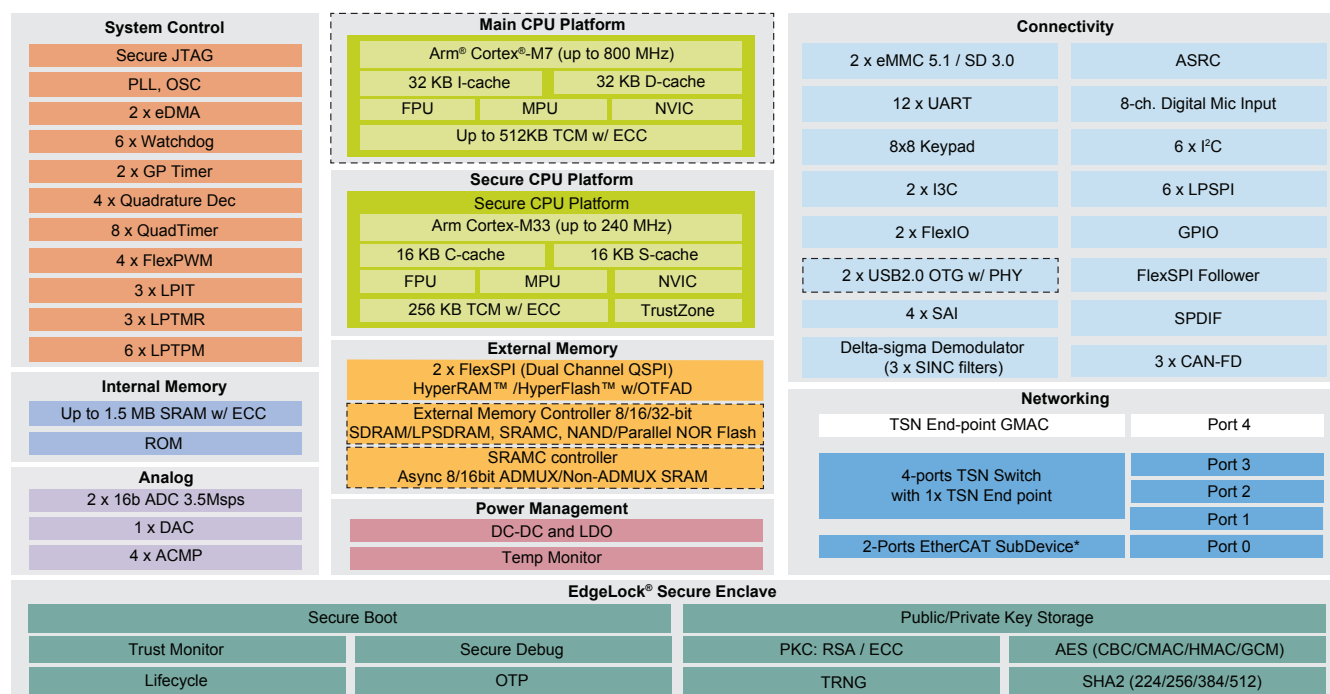 System Control
Secure JTAG
PLL, OSC
2 x eDMA
6 x Watchdog
2 x GP Timer
4 x Quadrature Dec
8 x QuadTimer
4 x FlexPWM
3 x LPIT
3 x LPTMR
6 x LPTPM
Internal Memory
Up to 1.5 MB SRAM w/ ECC
ROM
Analog
2 x 16b ADC 3.5Msps
1 x DAC
4 x ACMP
Main CPU Platform
Arm® Cortex®-M7 (up to 800 MHz)
32 KB I-cache
32 KB D-cache
FPU
MPU
NVIC
Up to 512KB TCM w/ ECC
Secure CPU Platform
Secure CPU Platform
Arm Cortex-M33 (up to 240 MHz)
16 KB C-cache
16 KB S-cache
FPU
MPU
NVIC
256 KB TCM w/ ECC
TrustZone
External Memory
2 x FlexSPI (Dual Channel QSPI)
HyperRAM™ /HyperFlash™ w/OTFAD
External Memory Controller 8/16/32-bit
SDRAM/LPSDRAM, SRAMC, NAND/Parallel NOR Flash
SRAMC controller
Async 8/16bit ADMUX/Non-ADMUX SRAM
Power Management
DC-DC and LDO
Temp Monitor
Connectivity
2 x eMMC 5.1 / SD 3.0
ASRC
12 x UART
8-ch. Digital Mic Input
8x8 Keypad
6 x I²C
2 x I3C
6 x LPSPI
2 x FlexIO
GPIO
2 x USB2.0 OTG w/ PHY
FlexSPI Follower
4 x SAI
SPDIF
Delta-sigma Demodulator
(3 x SINC filters)
3 x CAN-FD
Networking
TSN End-point GMAC
Port 4
4-ports TSN Switch
with 1x TSN End point
Port 3
Port 2
Port 1
2-Ports EtherCAT SubDevice*
Port 0
EdgeLock® Secure Enclave
Secure Boot
Public/Private Key Storage
Trust Monitor
Secure Debug
PKC: RSA / ECC
AES (CBC/CMAC/HMAC/GCM)
Lifecycle
OTP
TRNG
SHA2 (224/256/384/512)